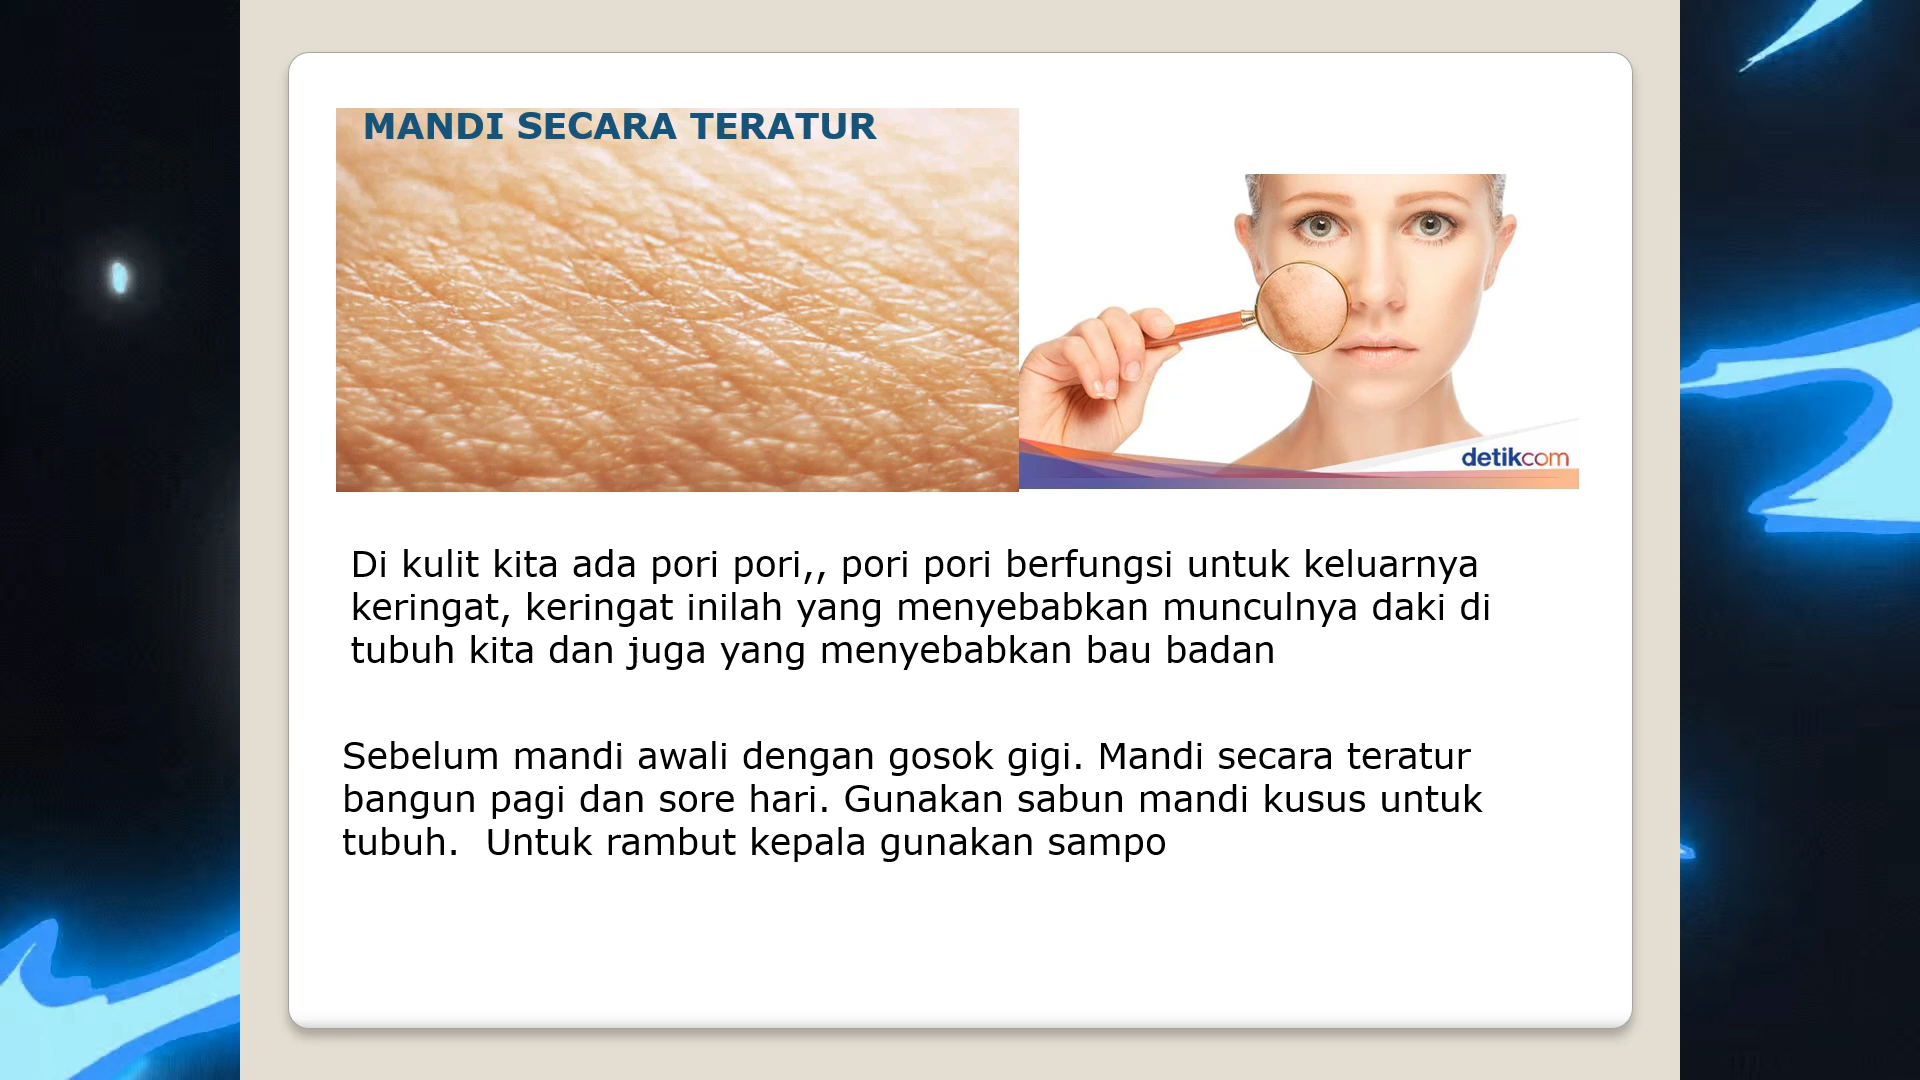 MANDI SECARA TERATUR
detikcom
Di kulit kita ada pori pori,, pori pori berfungsi untuk keluarnya
keringat, keringat inilah yang menyebabkan munculnya daki di
tubuh kita dan juga yang menyebabkan bau badan
Sebelum mandi awali dengan gosok gigi. Mandi secara teratur
bangun pagi dan sore hari. Gunakan sabun mandi kusus untuk
tubuh.  Untuk rambut kepala gunakan sampo